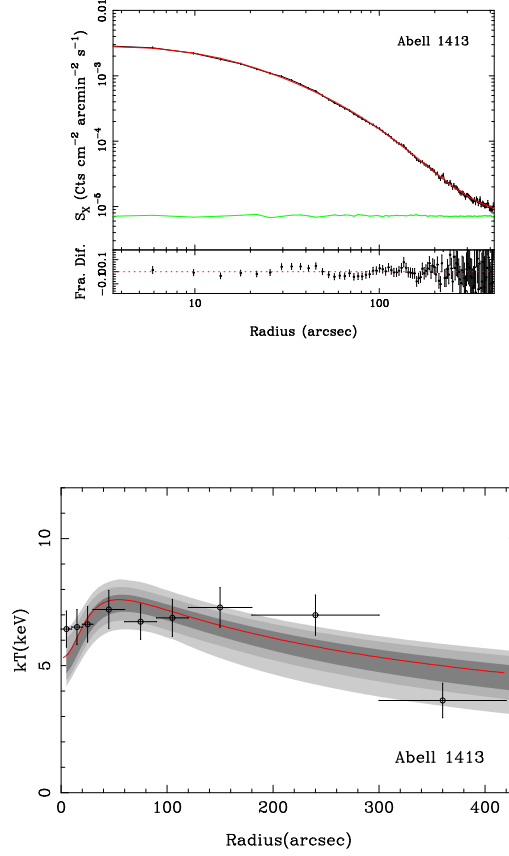 0.01
Abell 1413
10⁻³
10⁻⁴
10⁻⁵
S_X (Cts cm⁻² arcmin⁻² s⁻¹)
Fra. Dif.
−0.1 0 0.1
10 100
Radius (arcsec)
10
5
0
kT(keV)
Abell 1413
0 100 200 300 400
Radius(arcsec)